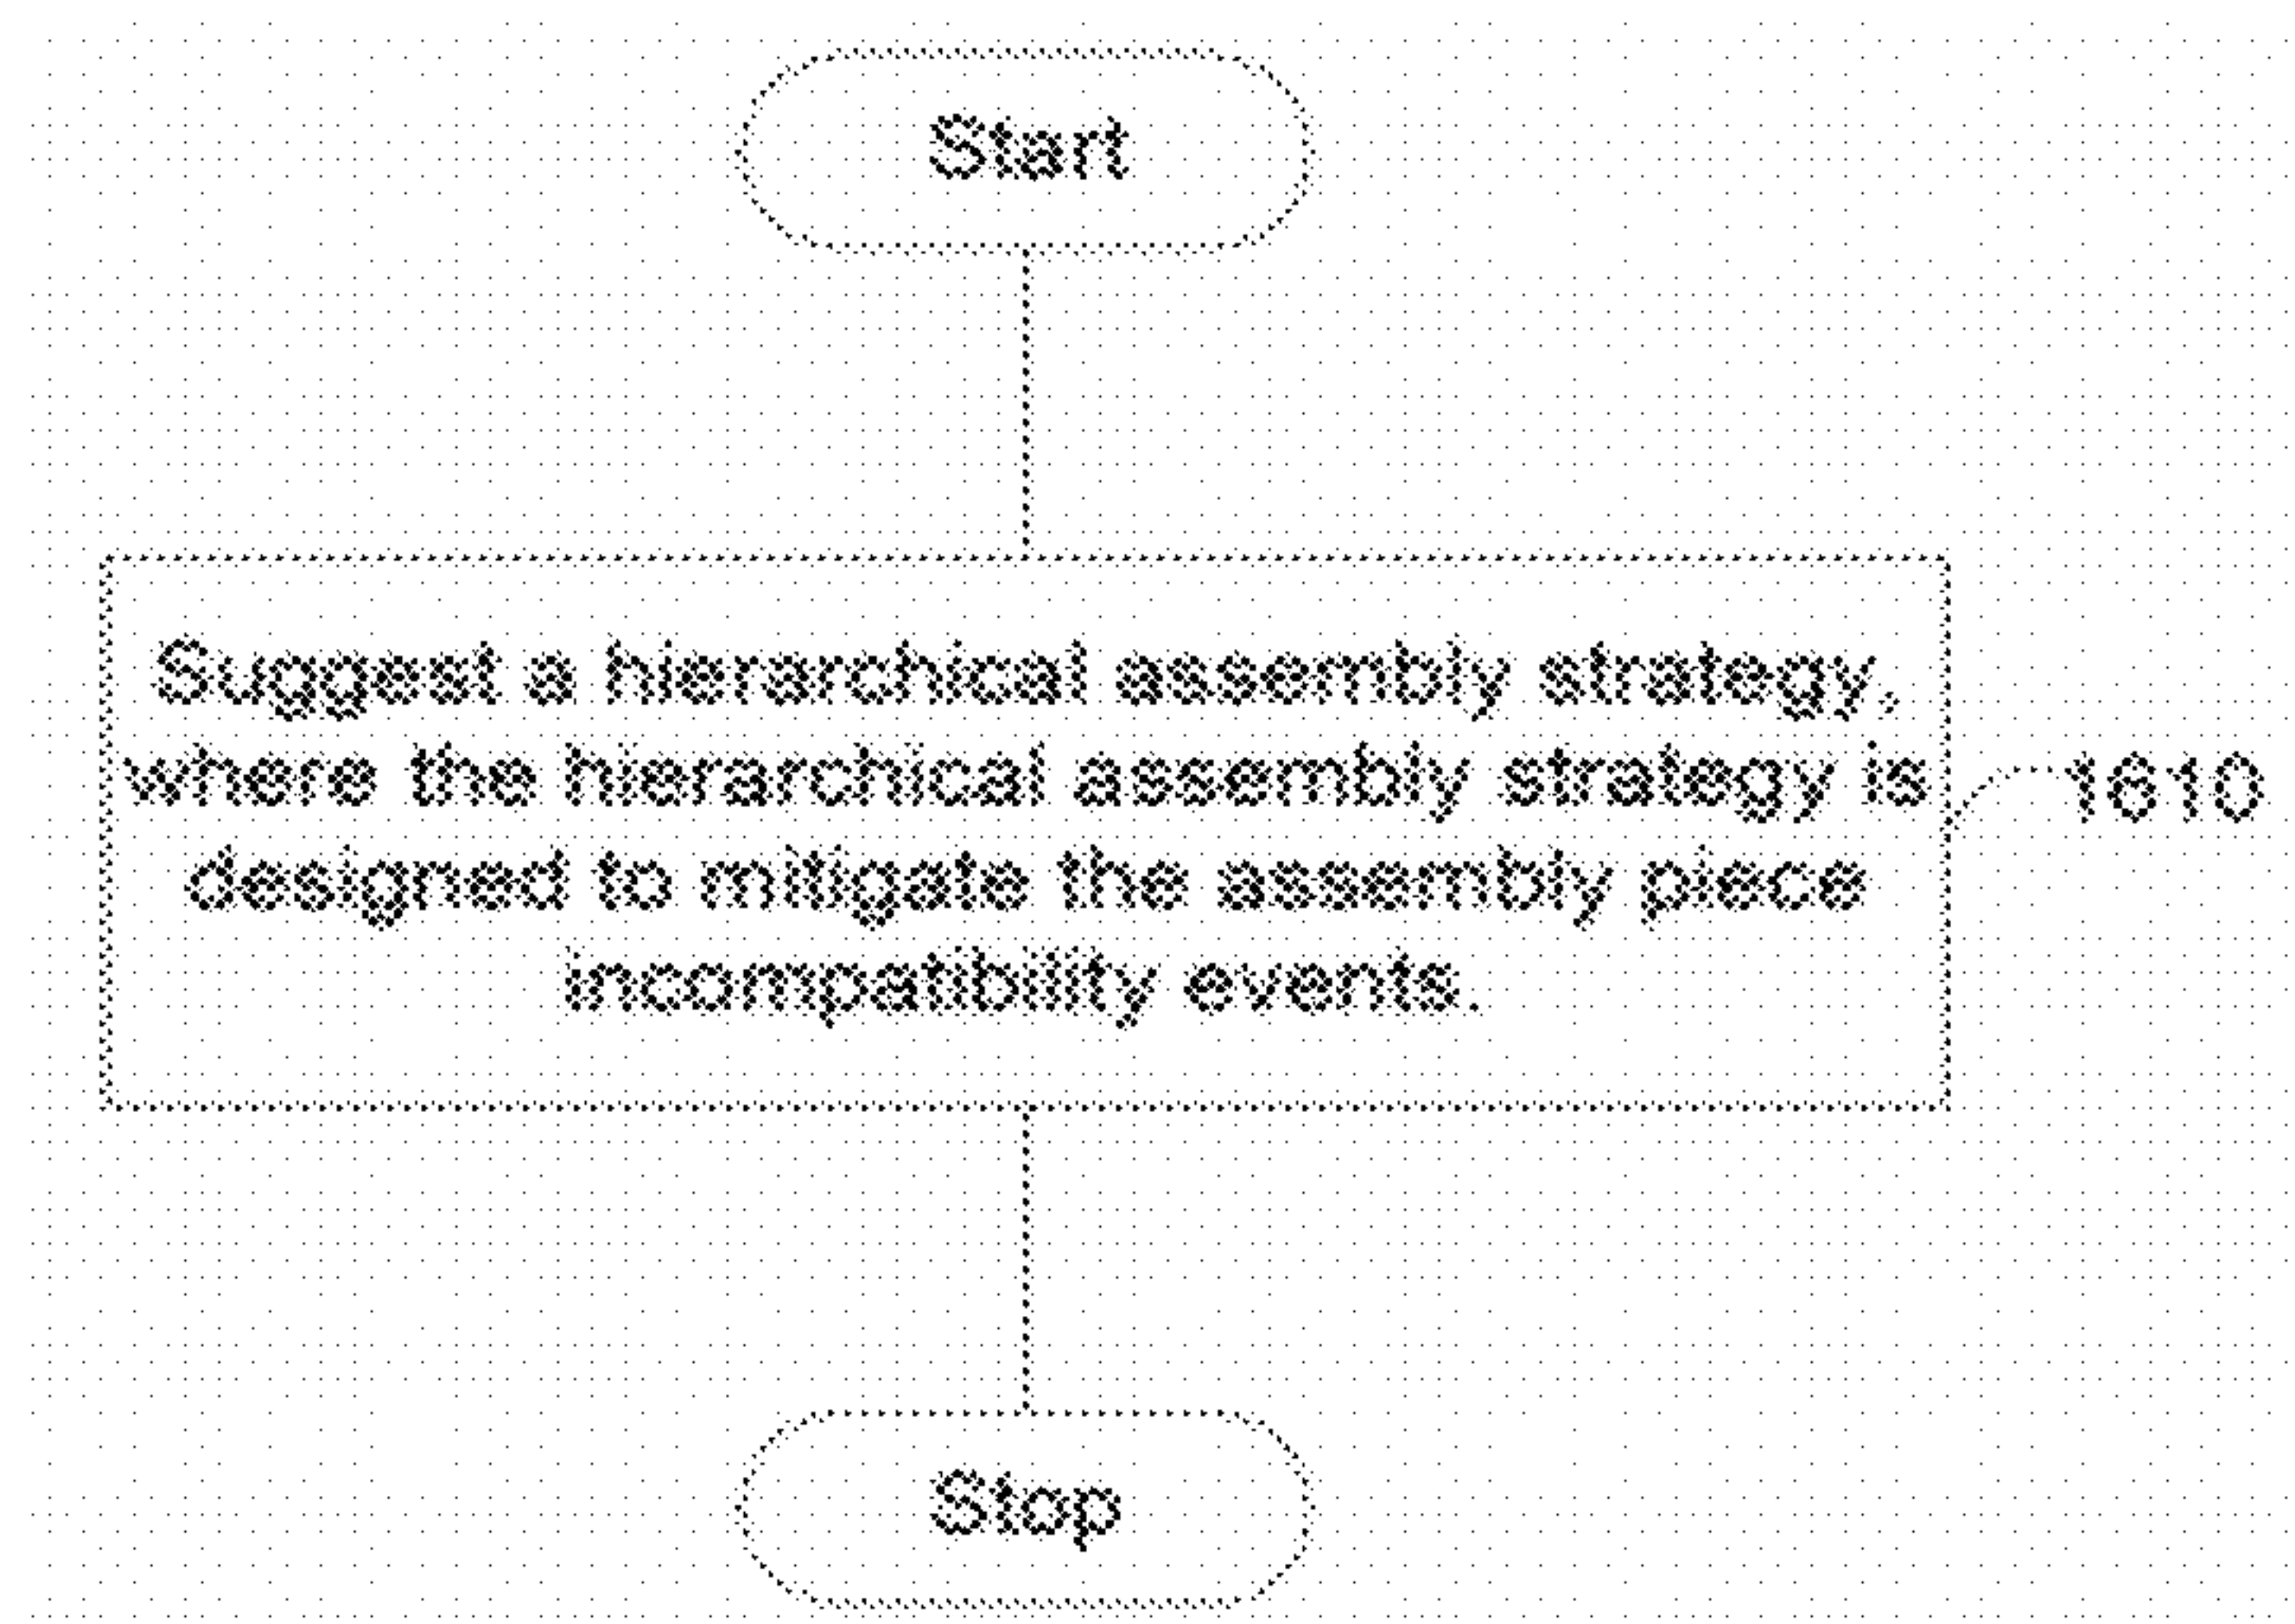 Start
Suggest a hierarchical assembly strategy,
where the hierarchical assembly strategy is
designed to mitigate the assembly piece
incompatibility events.
1610
Stop